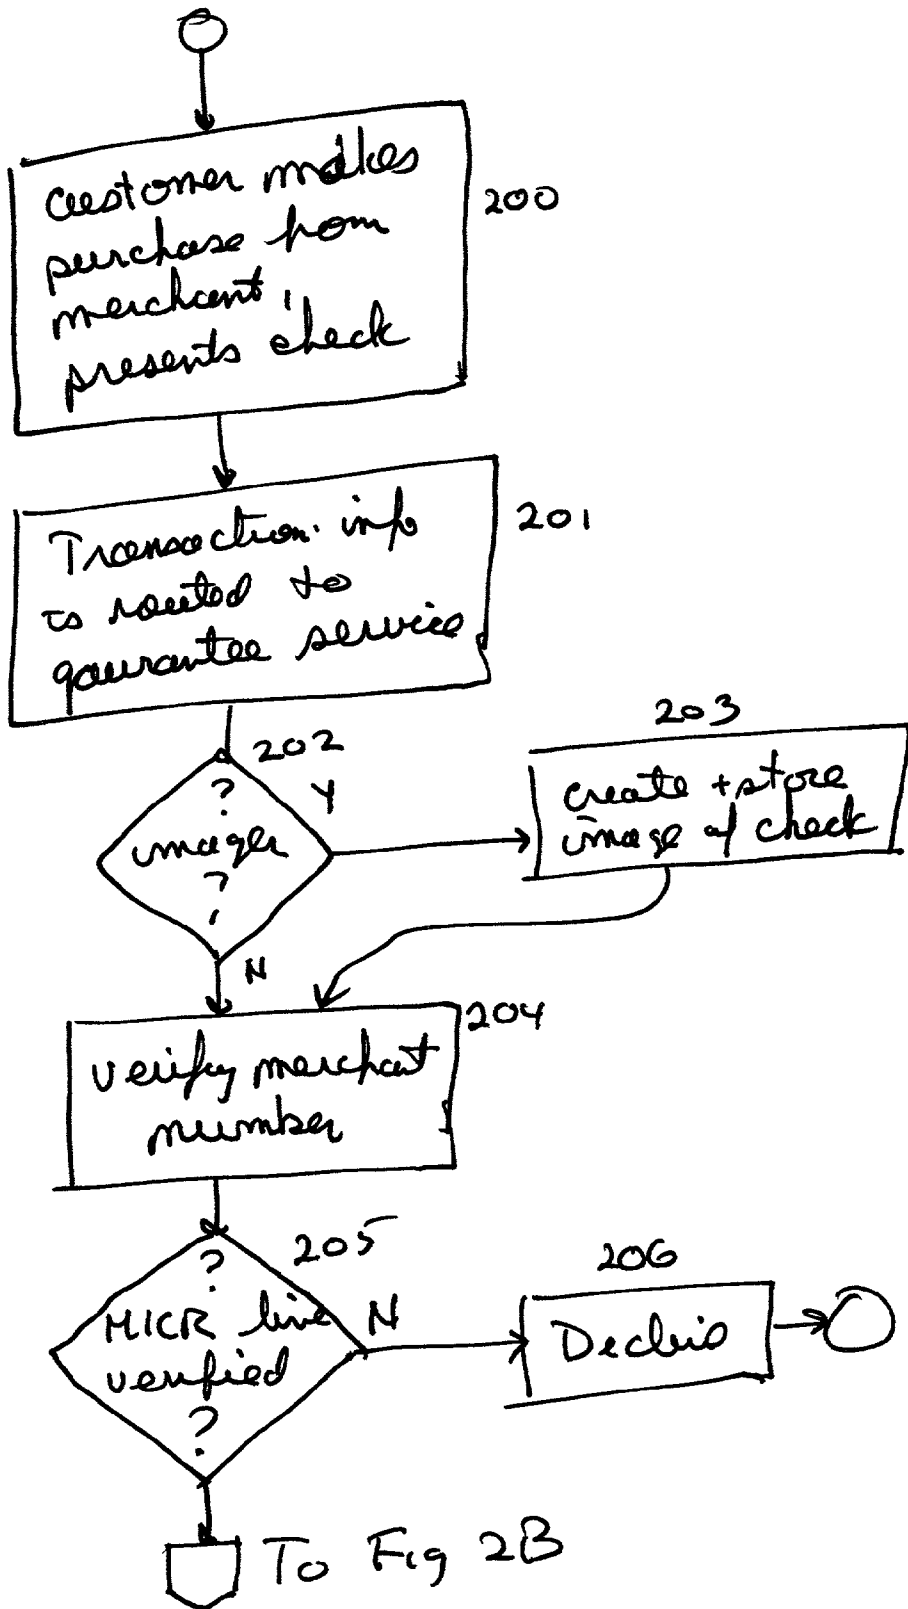 Customer makes
purchase from
merchant,
presents check
200
Transaction info
is routed to
gaurantee service
201
202
?
imager
?
Y
N
203
create + store
image of check
204
verify merchant
number
205
?
MICR line
verified
?
N
206
Decline
To Fig 2B